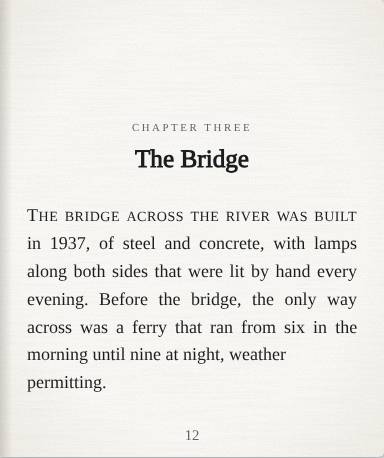 CHAPTER THREE
The Bridge
THE BRIDGE ACROSS THE RIVER WAS BUILT
in 1937, of steel and concrete, with lamps
along both sides that were lit by hand every
evening. Before the bridge, the only way
across was a ferry that ran from six in the
morning until nine at night, weather
permitting.
12